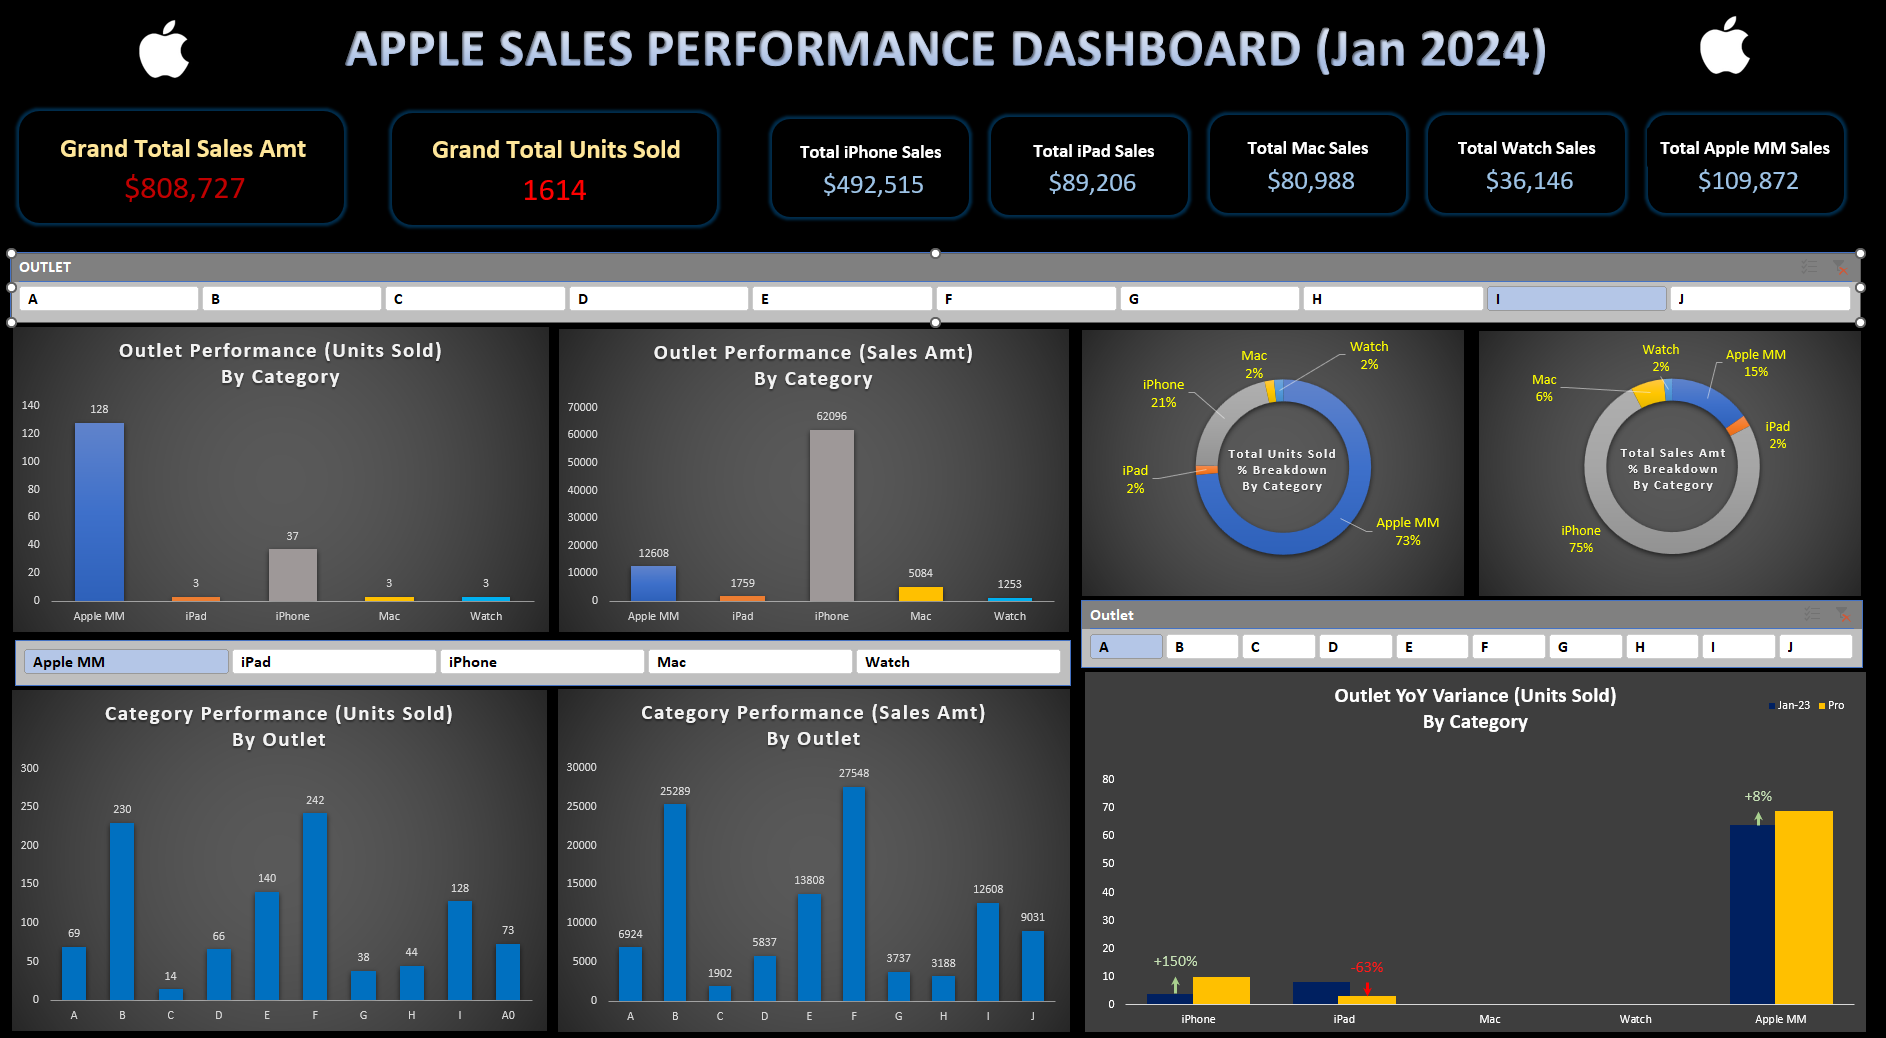 APPLE SALES PERFORMANCE DASHBOARD (Jan 2024)
Grand Total Sales Amt
$808,727
Grand Total Units Sold
1614
Total iPhone Sales
$492,515
Total iPad Sales
$89,206
Total Mac Sales
$80,988
Total Watch Sales
$36,146
Total Apple MM Sales
$109,872
OUTLET
A B C D E F G H I J
Outlet Performance (Units Sold)
By Category
140
120
100
80
60
40
20
0
128
3
37
3
3
Apple MM iPad iPhone Mac Watch
Outlet Performance (Sales Amt)
By Category
70000
60000
50000
40000
30000
20000
10000
0
12608
1759
62096
5084
1253
Apple MM iPad iPhone Mac Watch
Watch
2%
Mac
2%
iPhone
21%
iPad
2%
Apple MM
73%
Total Units Sold
% Breakdown
By Category
Watch
2%
Apple MM
15%
Mac
6%
iPad
2%
iPhone
75%
Total Sales Amt
% Breakdown
By Category
Apple MM iPad iPhone Mac Watch
Category Performance (Units Sold)
By Outlet
300
250
200
150
100
50
0
69
230
14
66
140
242
38
44
128
73
A B C D E F G H I A0
Category Performance (Sales Amt)
By Outlet
30000
25000
20000
15000
10000
5000
0
6924
25289
1902
5837
13808
27548
3737
3188
12608
9031
A B C D E F G H I J
Outlet
A B C D E F G H I J
Outlet YoY Variance (Units Sold)
By Category
Jan-23 Pro
80
70
60
50
40
30
20
10
0
+150%
-63%
+8%
iPhone iPad Mac Watch Apple MM